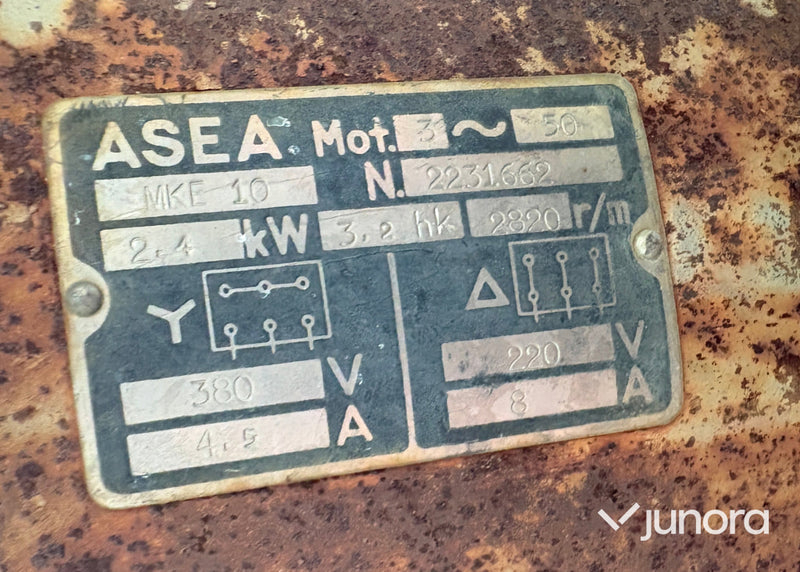 ASEA. Mot. 3 ~ 50
MKE 10 N. 2231662
2.4 kW 3.2 hk 2820 r/m
Y Δ
380 V 220 V
4.5 A 8 A
junora